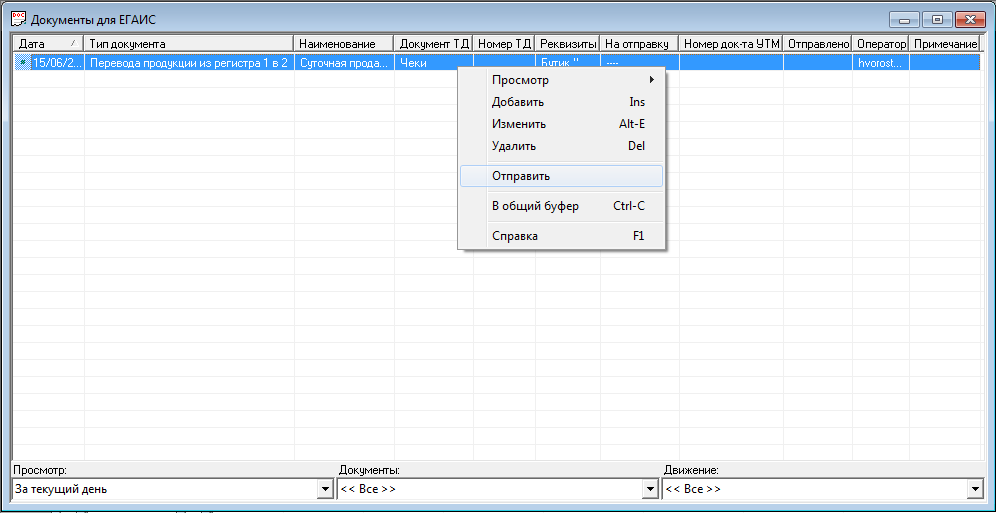 Документы для ЕГАИС
Дата Тип документа Наименование Документ ТД Номер ТД Реквизиты На отправку Номер док-та УТМ Отправлено Оператор Примечание
15/06/2... Перевода продукции из регистра 1 в 2 Суточная прода... Чеки Бутик " ---- hvorost...
Просмотр
Добавить Ins
Изменить Alt-E
Удалить Del
Отправить
В общий буфер Ctrl-C
Справка F1
Просмотр: Документы: Движение:
За текущий день << Все >> << Все >>